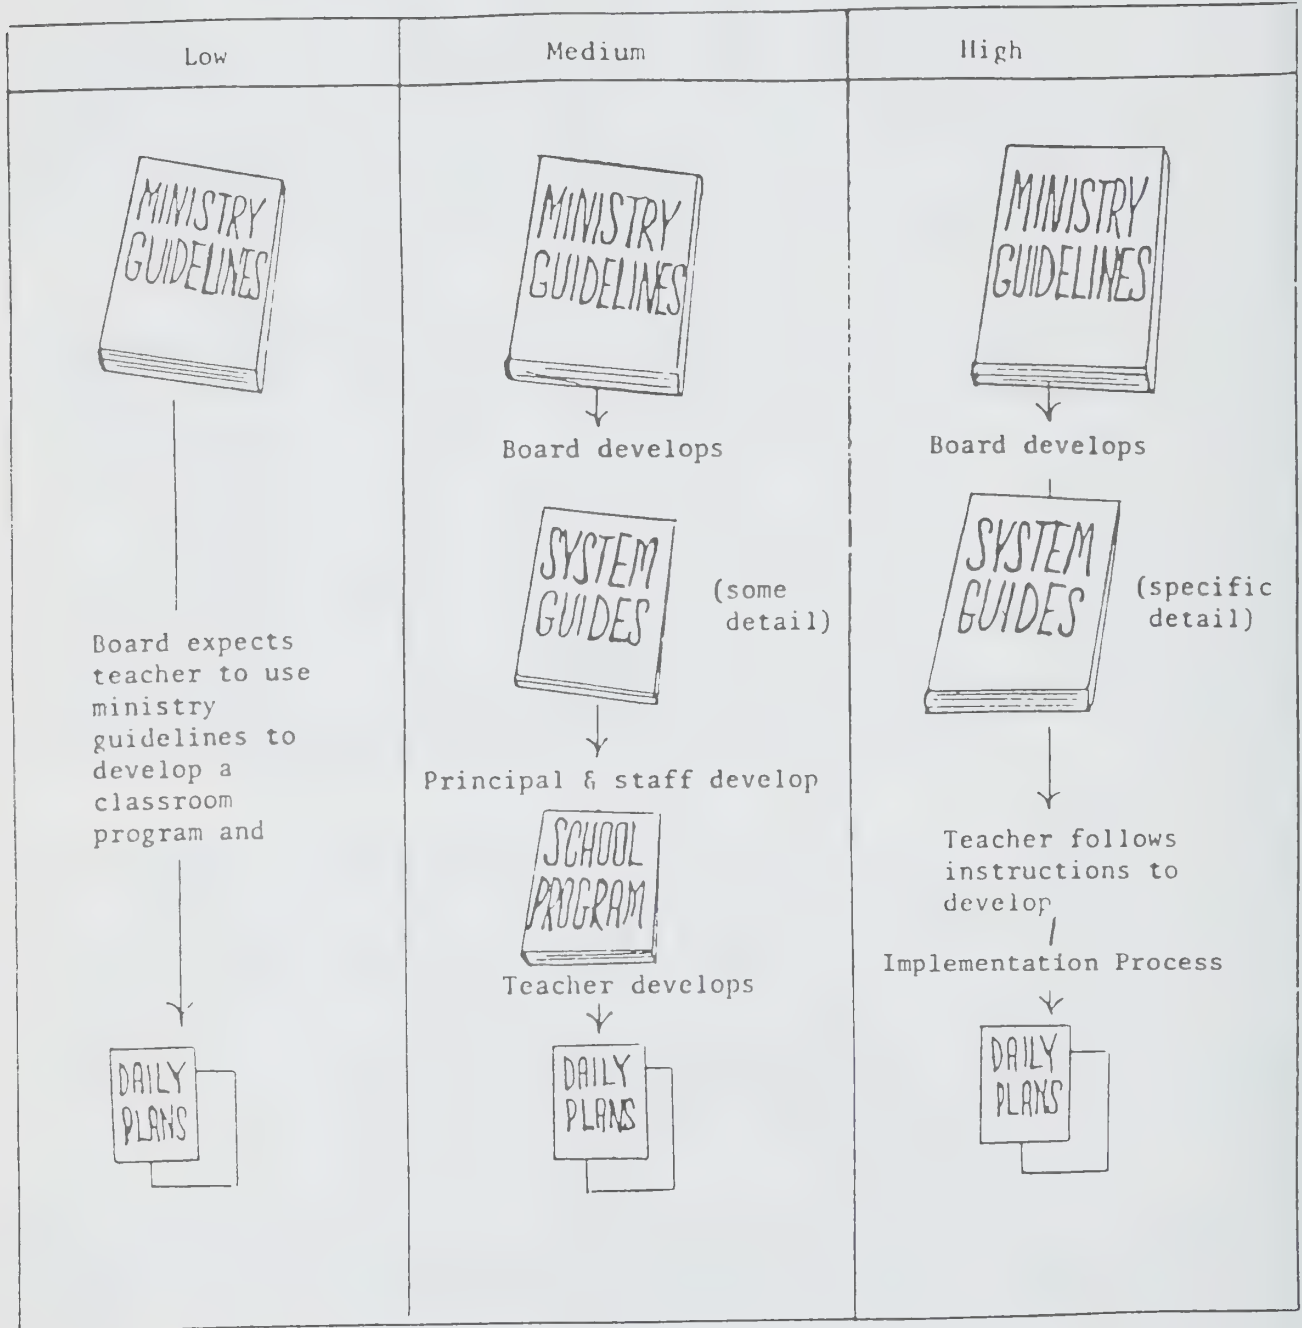 Low
Medium
High
MINISTRY
GUIDELINES
Board expects
teacher to use
ministry
guidelines to
develop a
classroom
program and
DAILY
PLANS
MINISTRY
GUIDELINES
Board develops
SYSTEM
GUIDES
(some
detail)
Principal & staff develop
SCHOOL
PROGRAM
Teacher develops
DAILY
PLANS
MINISTRY
GUIDELINES
Board develops
SYSTEM
GUIDES
(specific
detail)
Teacher follows
instructions to
develop
Implementation Process
DAILY
PLANS